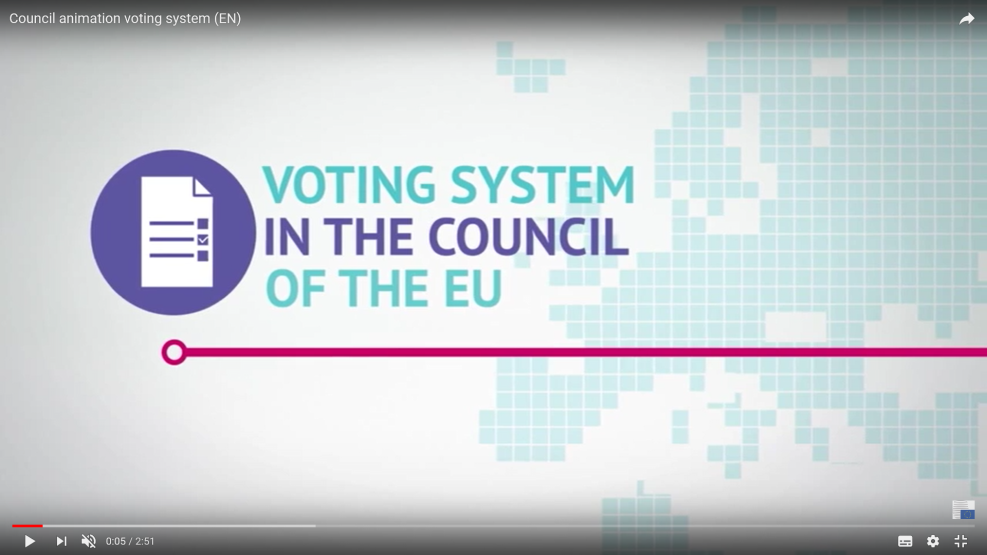 Council animation voting system (EN)
VOTING SYSTEM
IN THE COUNCIL
OF THE EU
0:05 / 2:51